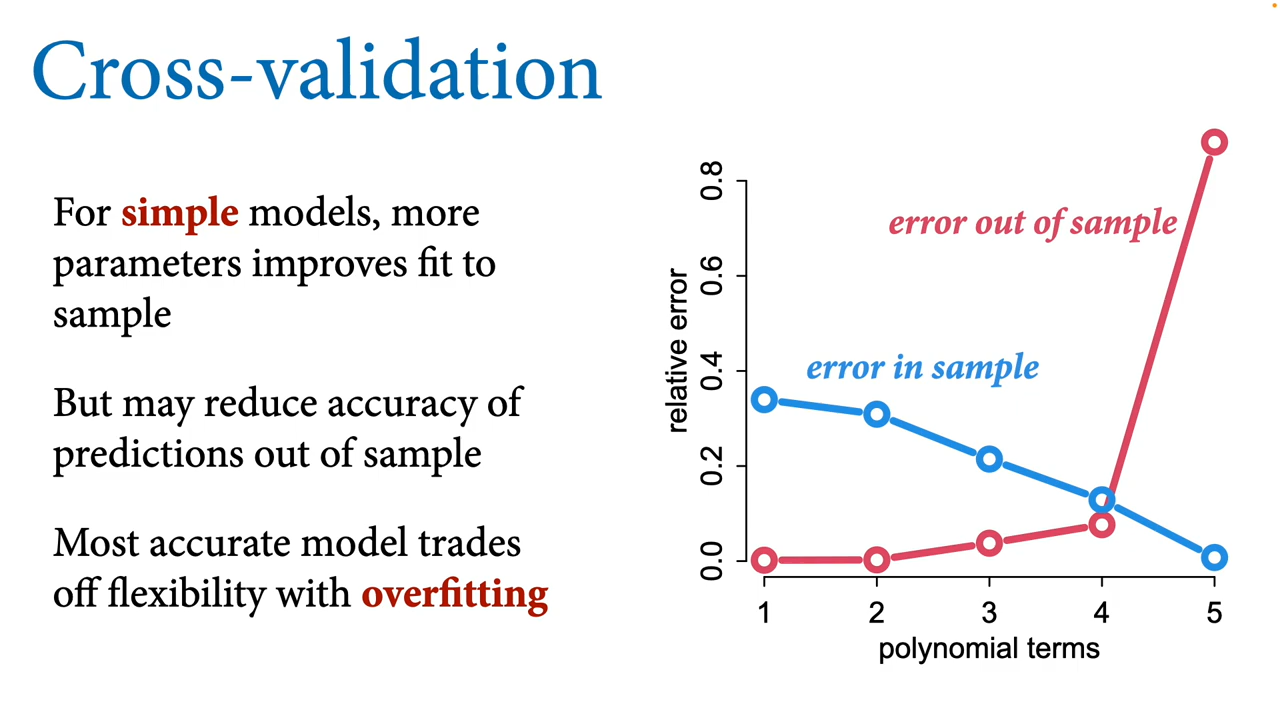 Cross-validation
For simple models, more
parameters improves fit to
sample
But may reduce accuracy of
predictions out of sample
Most accurate model trades
off flexibility with overfitting
error out of sample
error in sample
relative error
0.8
0.6
0.4
0.2
0.0
1 2 3 4 5
polynomial terms